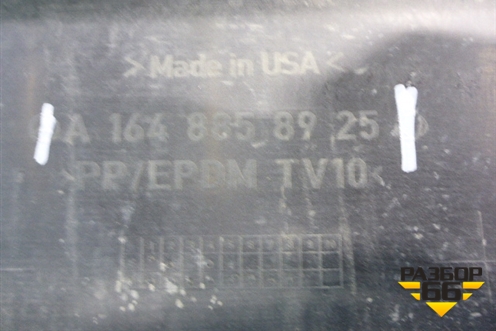 >Made in USA<
A 164 885 89 25
>PP/EPDM TV10<
РАЗБОР
66